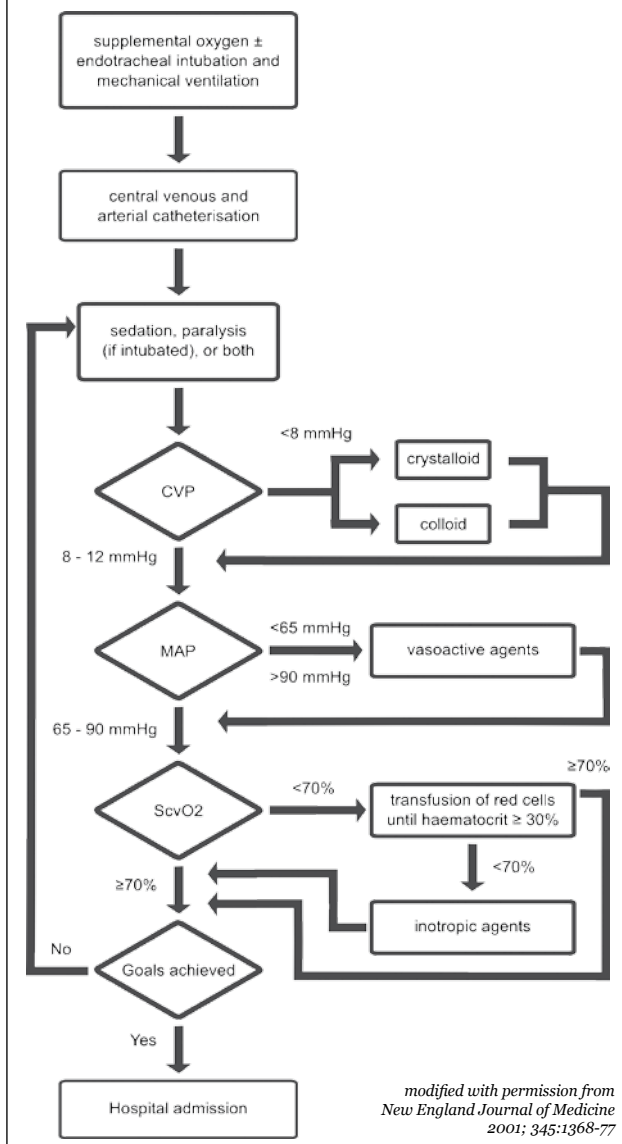 supplemental oxygen ±
endotracheal intubation and
mechanical ventilation
central venous and
arterial catheterisation
sedation, paralysis
(if intubated), or both
<8 mmHg
crystalloid
CVP
colloid
8 - 12 mmHg
<65 mmHg
MAP
vasoactive agents
>90 mmHg
65 - 90 mmHg
≥70%
<70%
transfusion of red cells
until haematocrit ≥ 30%
ScvO2
<70%
≥70%
inotropic agents
No
Goals achieved
Yes
Hospital admission
modified with permission from
New England Journal of Medicine
2001; 345:1368-77